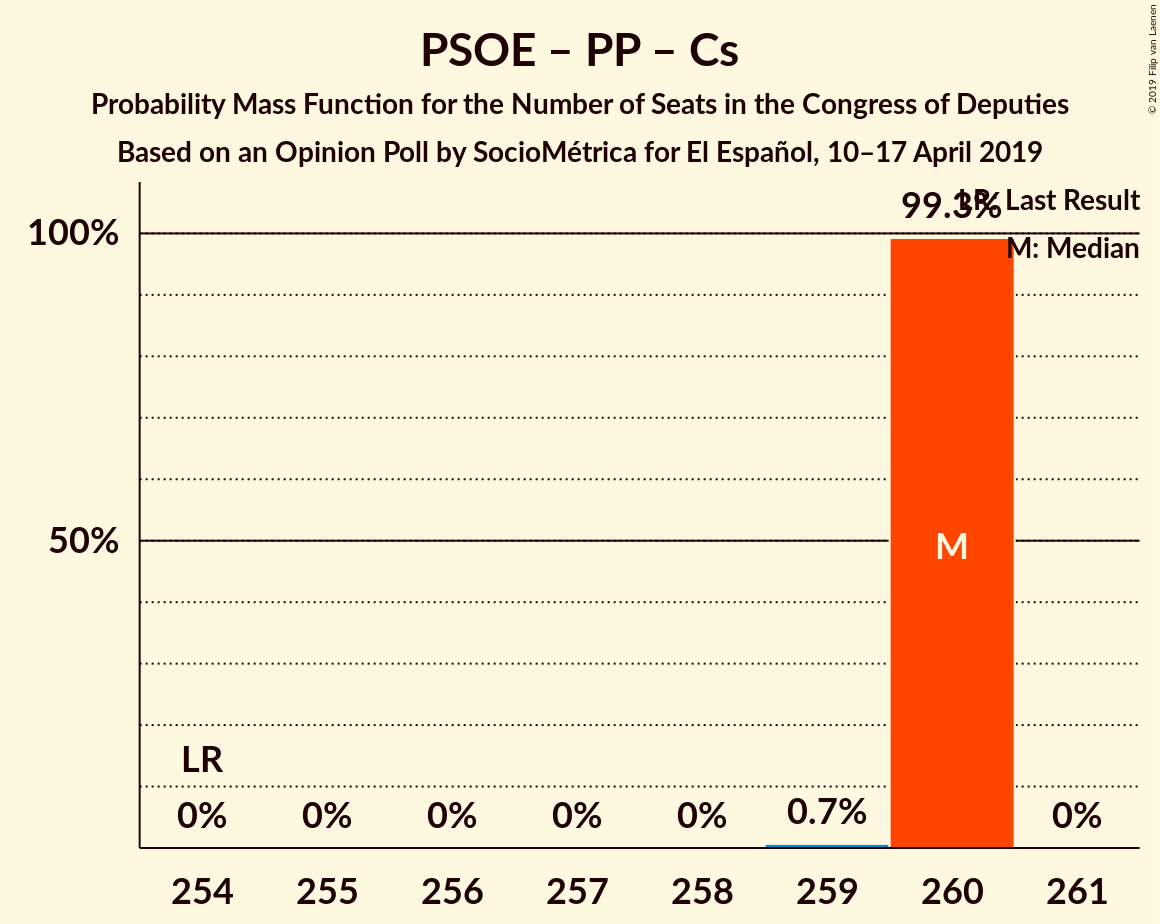 PSOE – PP – Cs
Probability Mass Function for the Number of Seats in the Congress of Deputies
Based on an Opinion Poll by SocioMétrica for El Español, 10–17 April 2019
© 2019 Filip van Laenen
99.3%
LR: Last Result
M: Median
100%
50%
M
LR
0% 0% 0% 0% 0% 0.7% 0%
254 255 256 257 258 259 260 261